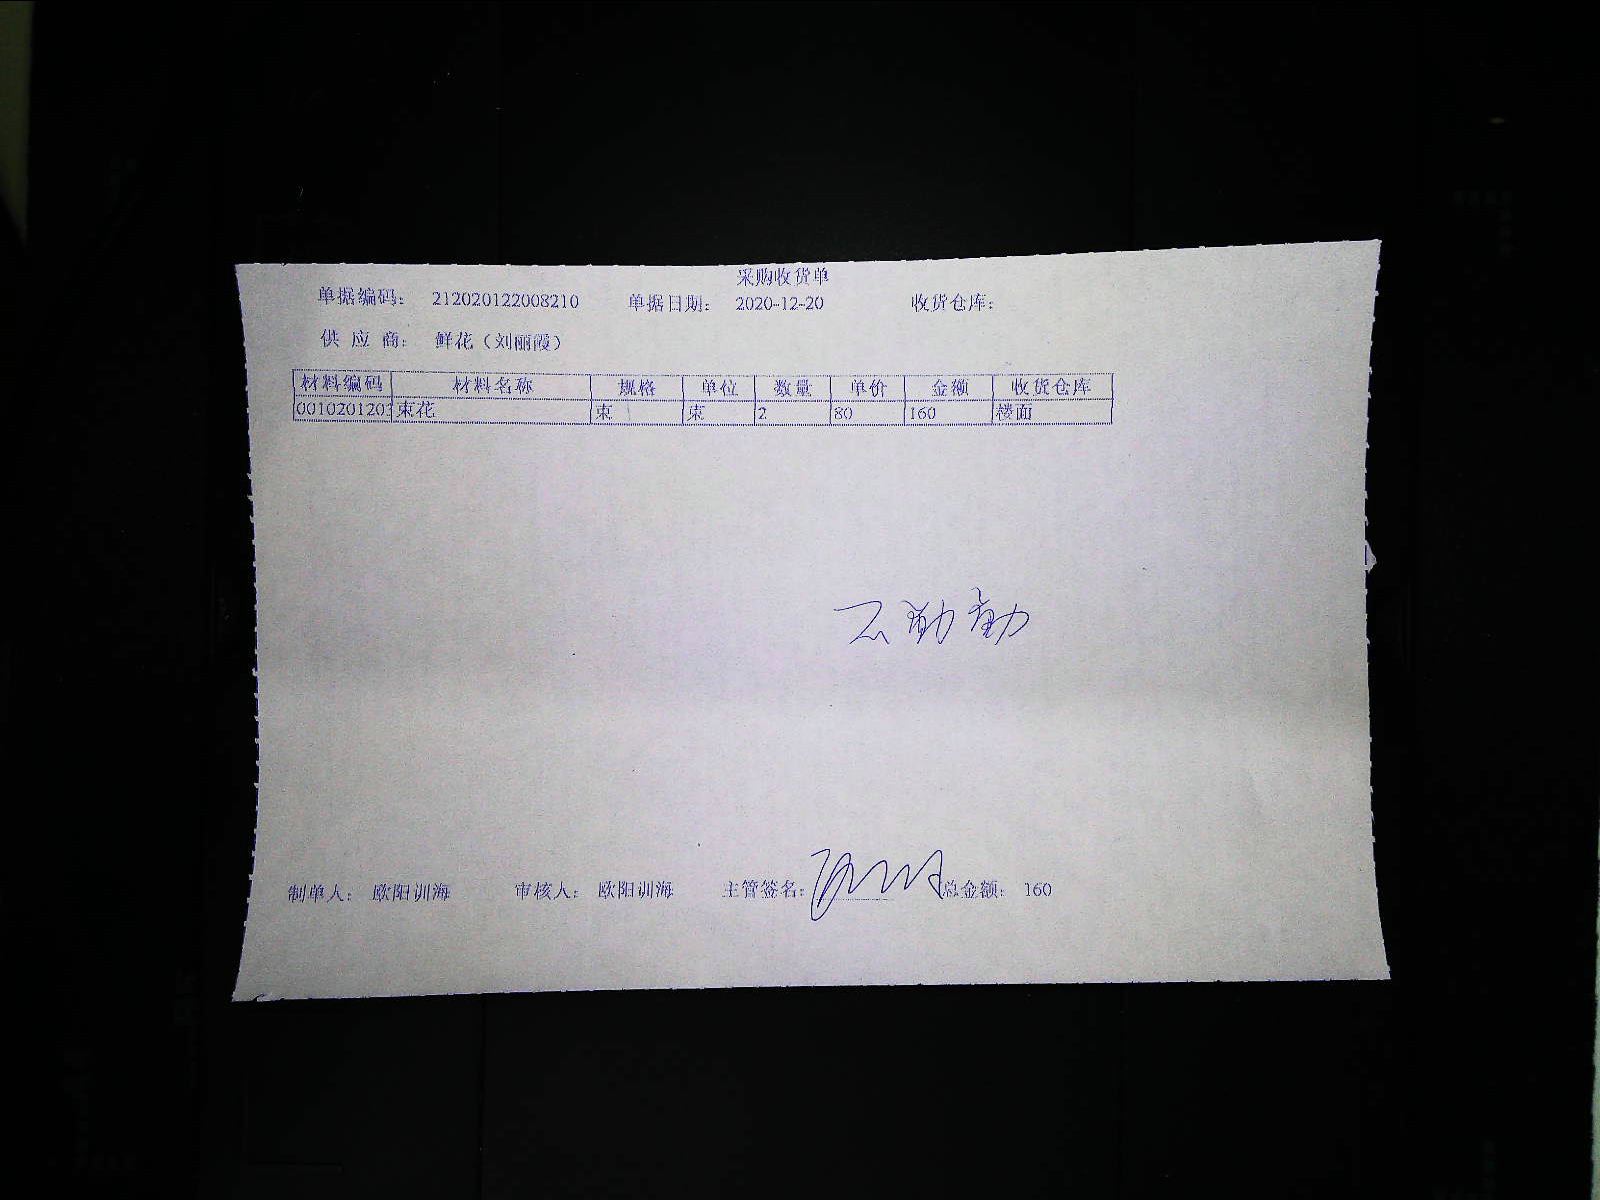 采购收货单
单据编码： 212020122008210 单据日期： 2020-12-20 收货仓库：
供 应 商： 鲜花（刘丽霞）
材料编码 材料名称 规格 单位 数量 单价 金额 收货仓库
0010201203 束花 束 束 2 80 160 楼面
制单人： 欧阳训海 审核人： 欧阳训海 主管签名： 总金额： 160